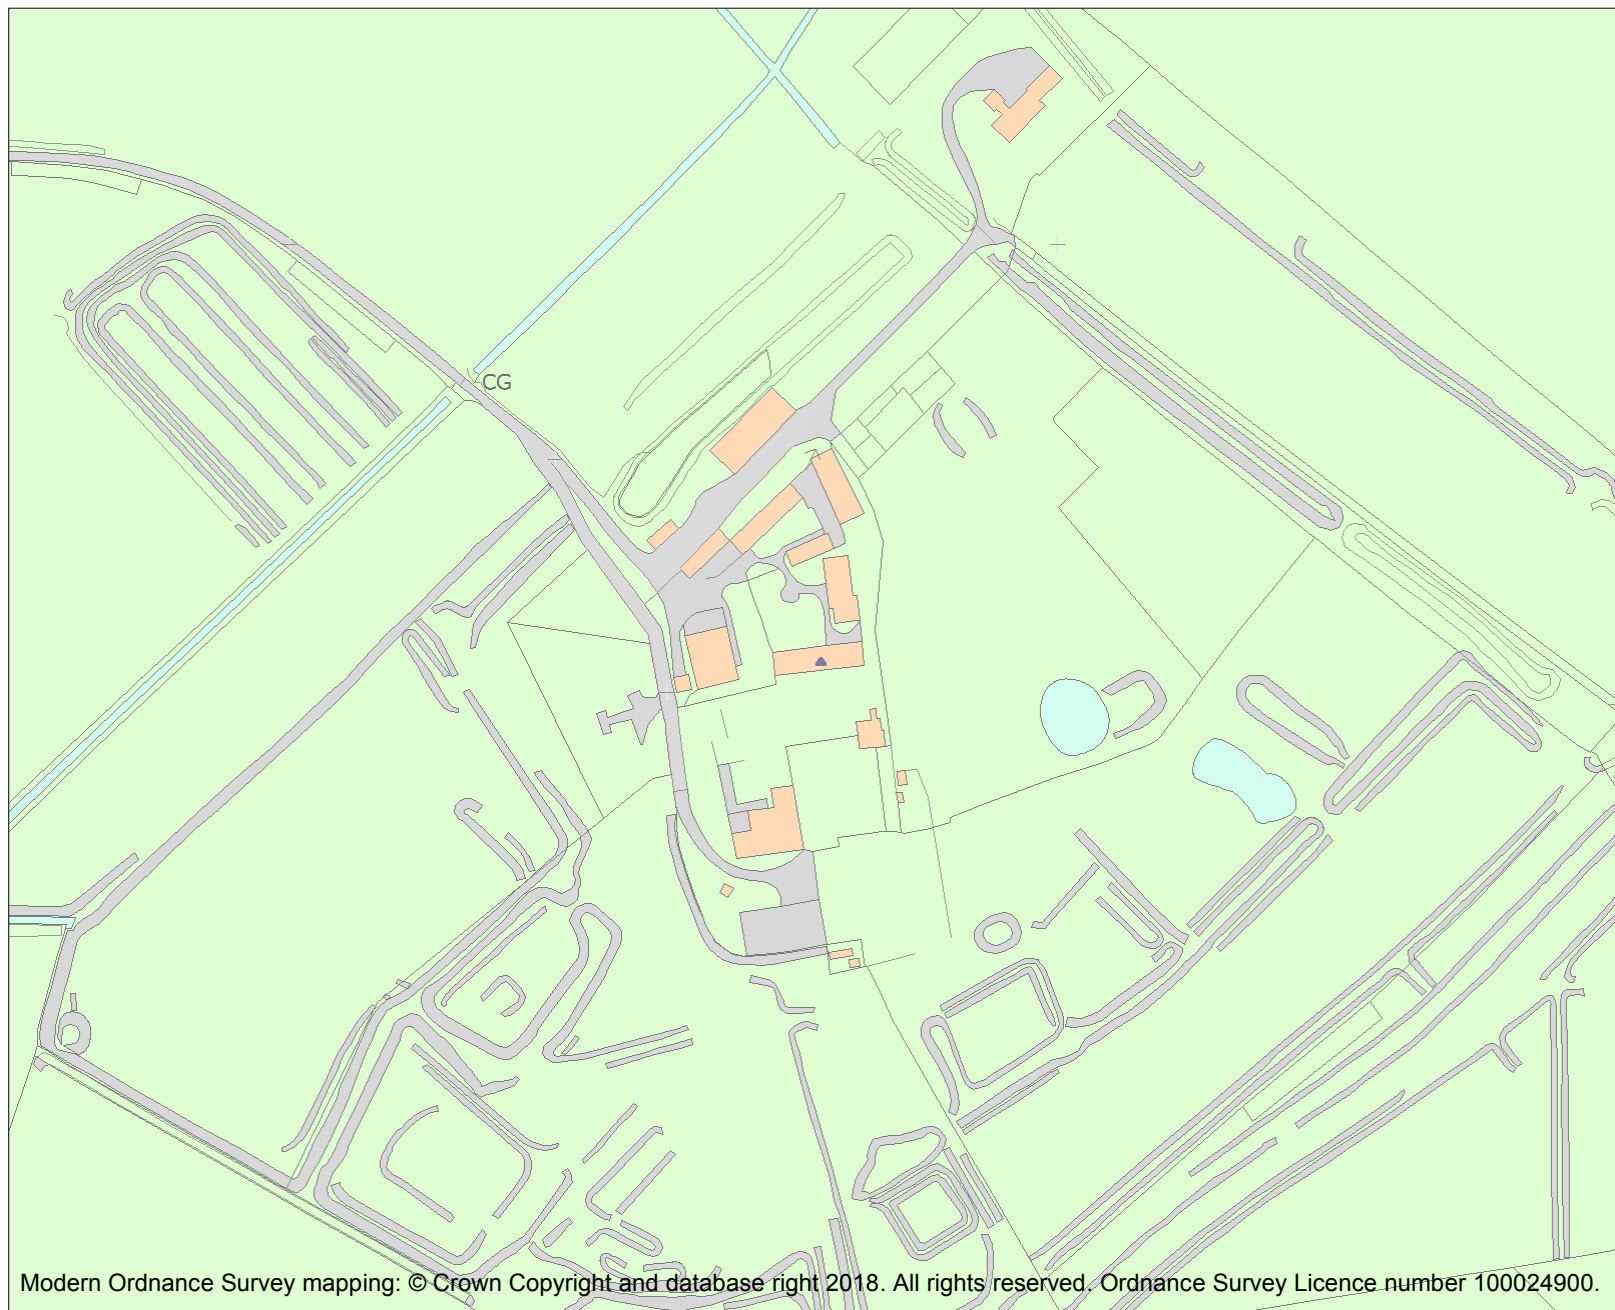 CG
Modern Ordnance Survey mapping: © Crown Copyright and database right 2018. All rights reserved. Ordnance Survey Licence number 100024900.